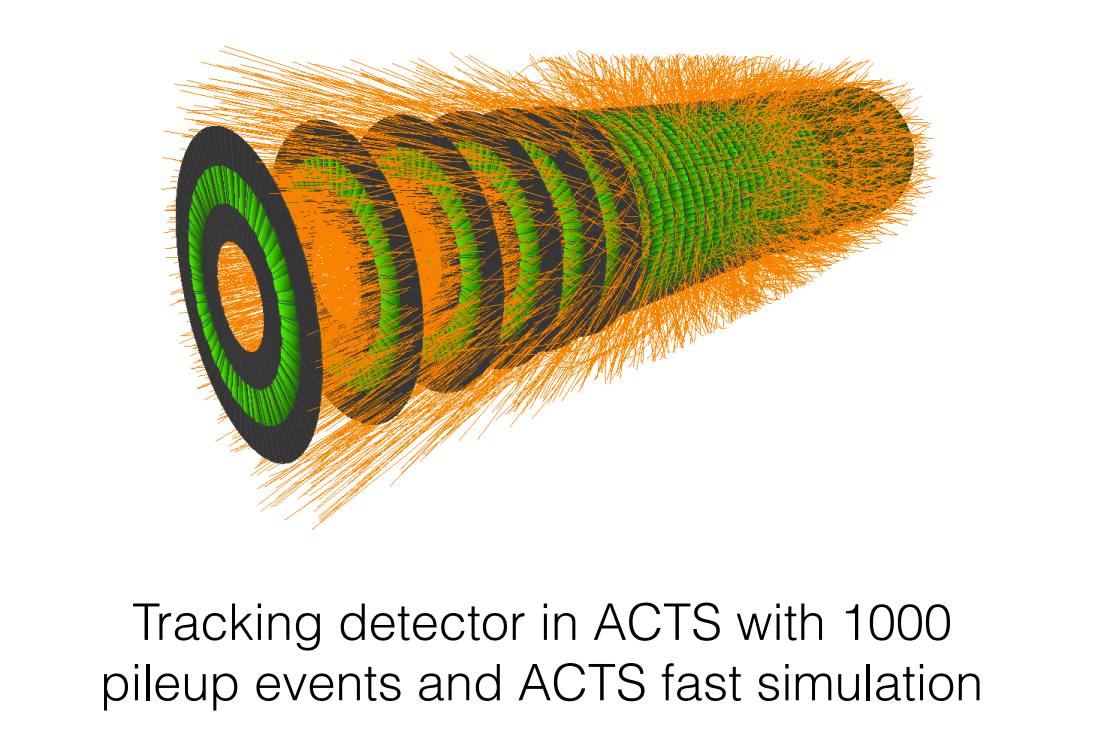 Tracking detector in ACTS with 1000
pileup events and ACTS fast simulation